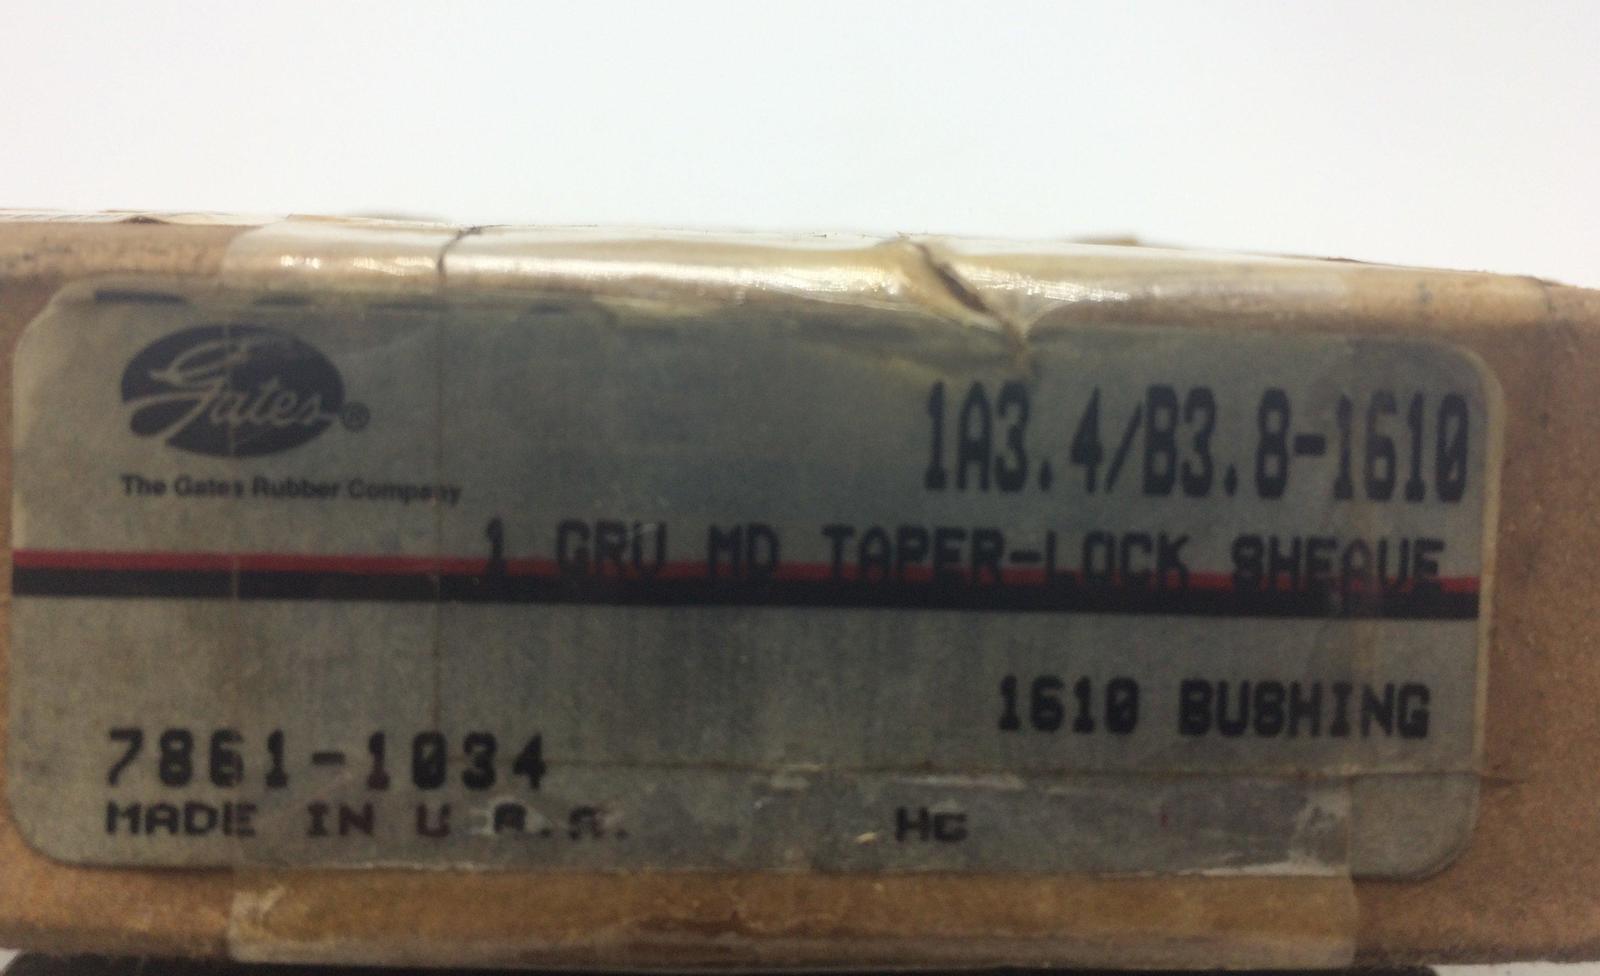 Gates®
The Gates Rubber Company
1A3.4/B3.8-1610
1 GRV MD TAPER-LOCK SHEAVE
1610 BUSHING
7861-1034
MADE IN U.S.A.
HC